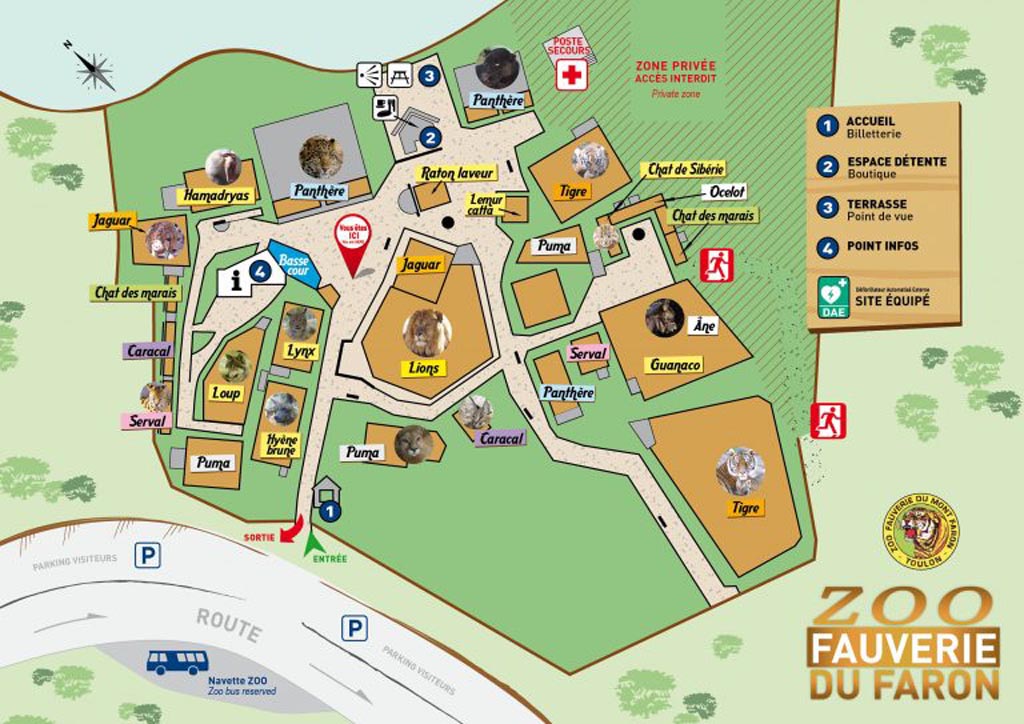 N
POSTE
SECOURS
ZONE PRIVÉE
ACCÈS INTERDIT
Private zone
3
Panthère
2
1 ACCUEIL
Billetterie
2 ESPACE DÉTENTE
Boutique
3 TERRASSE
Point de vue
4 POINT INFOS
DAE
Défibrillateur Automatisé Externe
SITE ÉQUIPÉ
Hamadryas
Panthère
Raton laveur
Lemur
catta
Tigre
Chat de Sibérie
Ocelot
Chat des marais
Puma
Jaguar
Vous êtes
ICI
Basse
cour
i 4
Jaguar
Chat des marais
Lynx
Lions
Âne
Guanaco
Serval
Panthère
Caracal
Loup
Serval
Hyène
brune
Puma
Puma
Caracal
Tigre
1
SORTIE
ENTRÉE
PARKING VISITEURS
P
ROUTE
P
PARKING VISITEURS
Navette ZOO
Zoo bus reserved
ZOO FAUVERIE DU MONT FARON
TOULON
ZOO
FAUVERIE
DU FARON